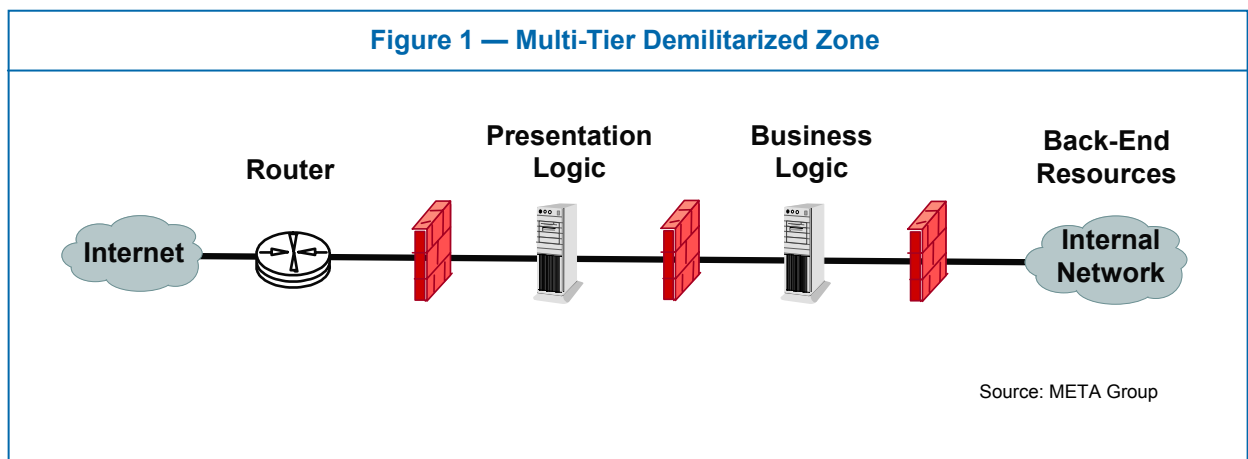 Figure 1 — Multi-Tier Demilitarized Zone
Router
Presentation
Logic
Business
Logic
Back-End
Resources
Internet
Internal
Network
Source: META Group